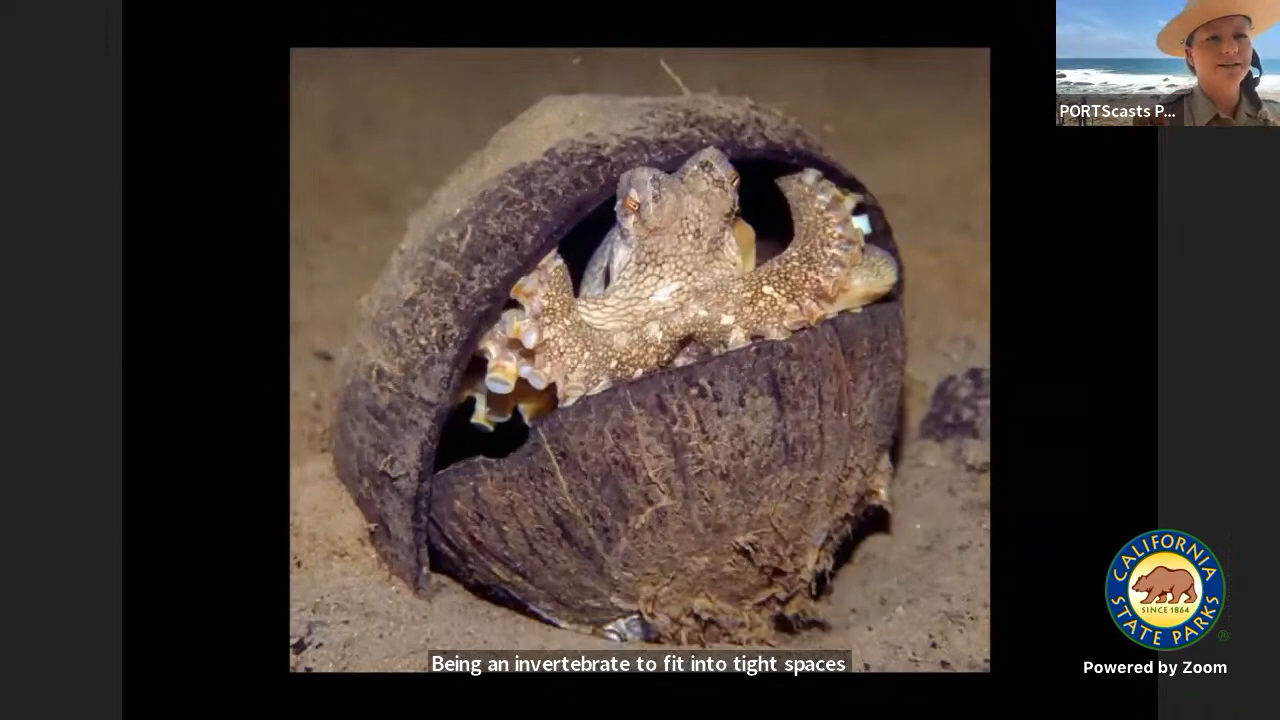 PORTScasts P...
Being an invertebrate to fit into tight spaces
CALIFORNIA
STATE PARKS
SINCE 1864
®
Powered by Zoom